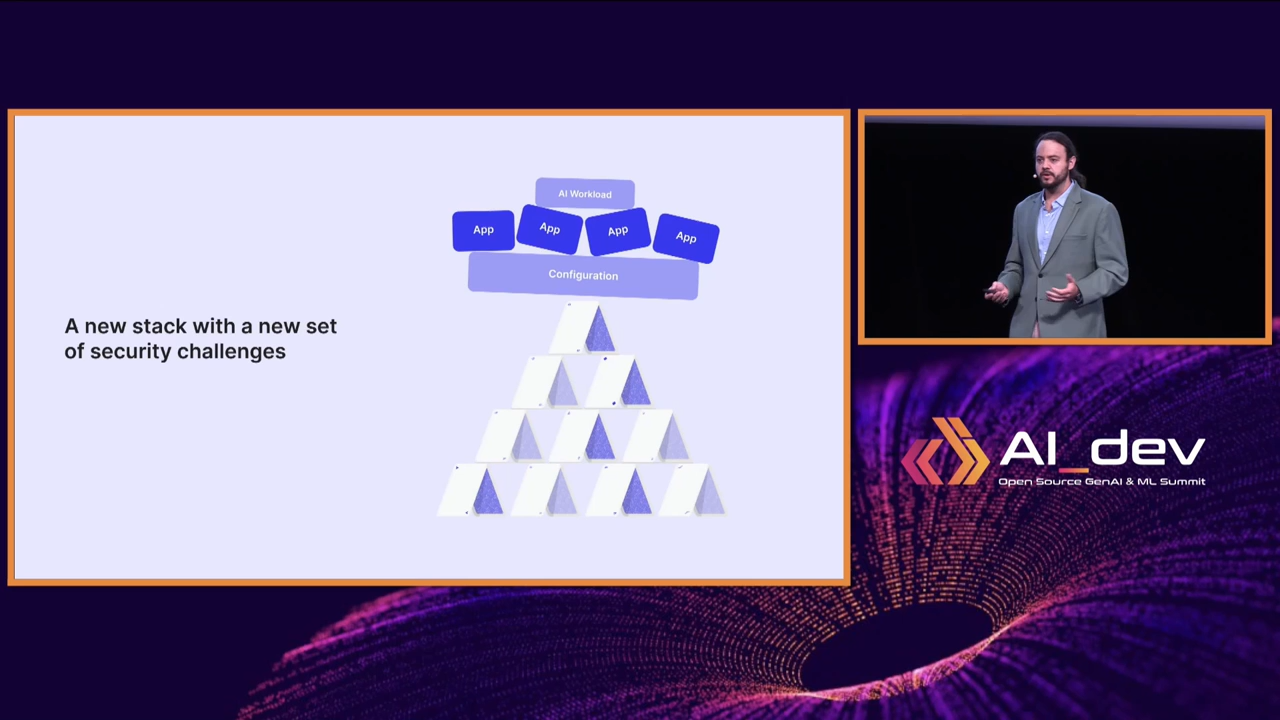 A new stack with a new set
of security challenges
AI Workload
App
App
App
App
Configuration
AI_dev
Open Source GenAI & ML Summit